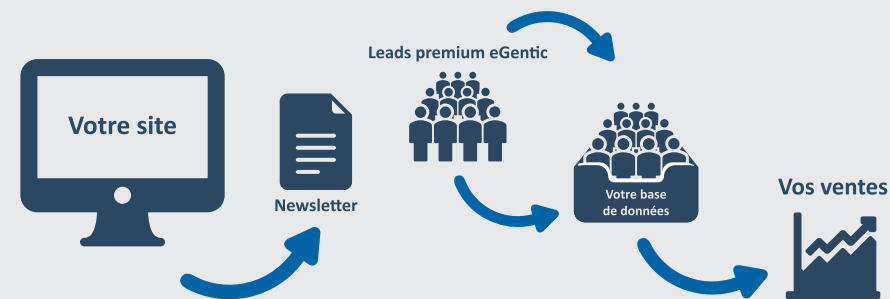 Votre site
Newsletter
Leads premium eGentic
Votre base
de données
Vos ventes